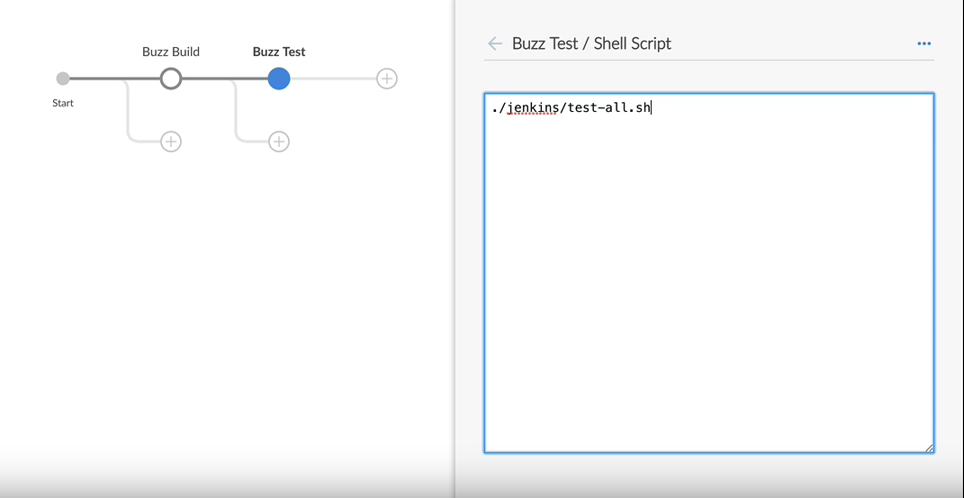 Buzz Build
Buzz Test
Start
Buzz Test / Shell Script
./jenkins/test-all.sh